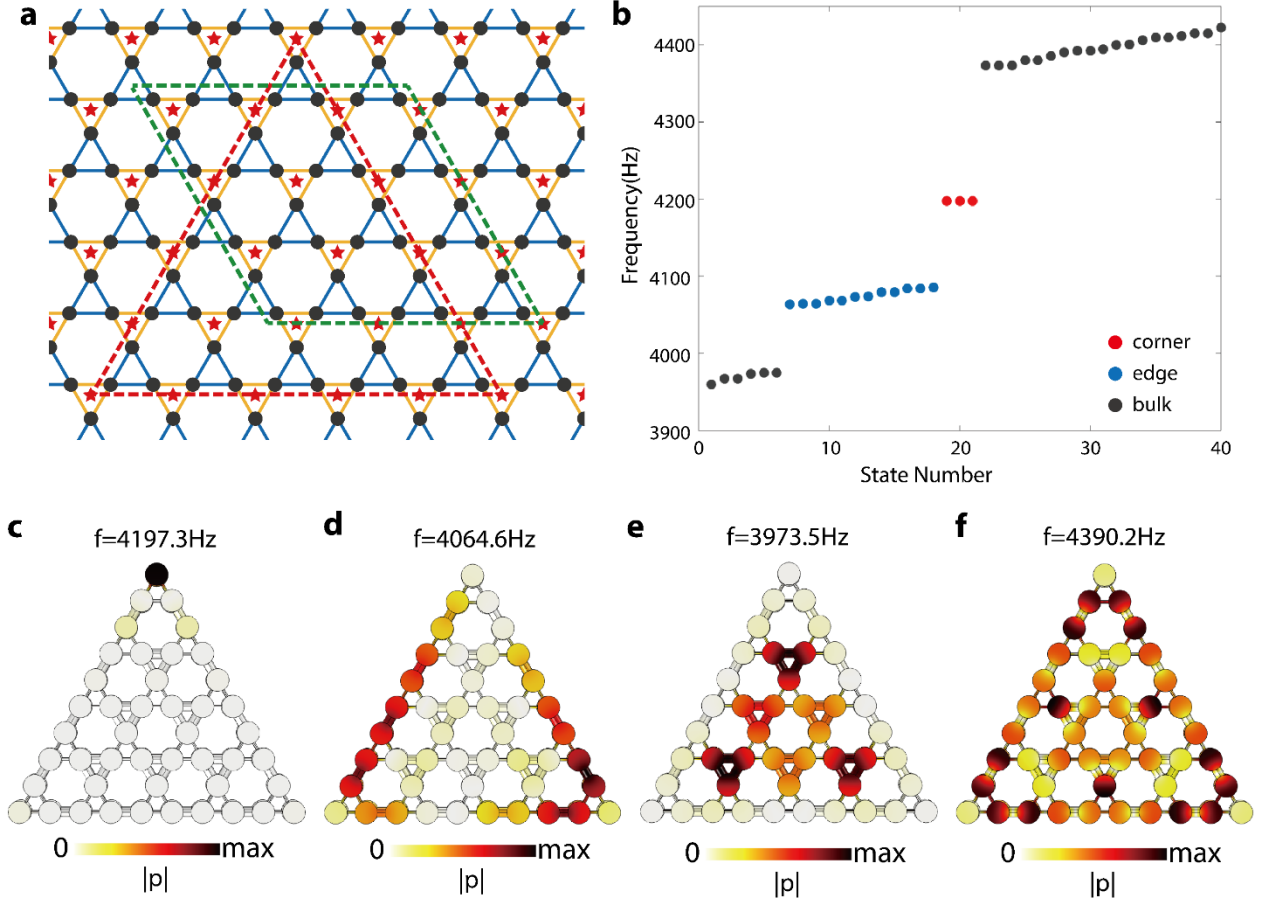 a
b
Frequency(Hz)
4400
4300
4200
4100
4000
3900
0
10
20
30
40
State Number
corner
edge
bulk
c
f=4197.3Hz
0
max
|p|
d
f=4064.6Hz
0
max
|p|
e
f=3973.5Hz
0
max
|p|
f
f=4390.2Hz
0
max
|p|